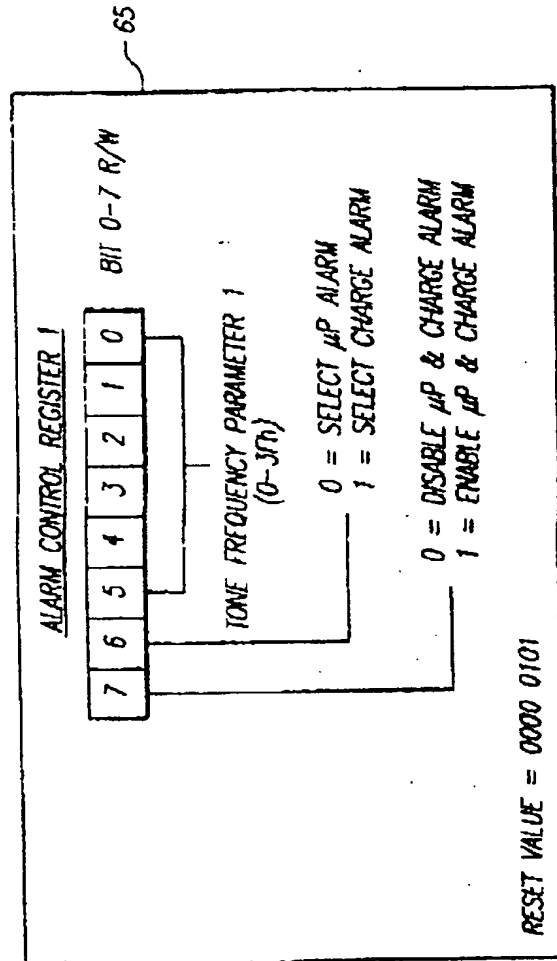 ALARM CONTROL REGISTER 1
7 6 5 4 3 2 1 0 BIT 0-7 R/W
65
TONE FREQUENCY PARAMETER 1
0 = SELECT µP ALARM
1 = SELECT CHARGE ALARM
0 = DISABLE µP & CHARGE ALARM
1 = ENABLE µP & CHARGE ALARM
RESET VALUE = 0000 0101